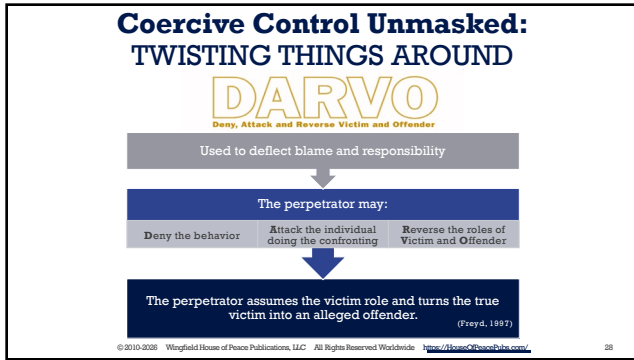 Coercive Control Unmasked:
TWISTING THINGS AROUND
DARVO
Deny, Attack and Reverse Victim and Offender
Used to deflect blame and responsibility
The perpetrator may:
Deny the behavior
Attack the individual
doing the confronting
Reverse the roles of
Victim and Offender
The perpetrator assumes the victim role and turns the true
victim into an alleged offender.
(Freyd, 1997)
© 2010-2026 Wingfield House of Peace Publications, LLC All Rights Reserved Worldwide https://HouseOfPeacePubs.com/ 28